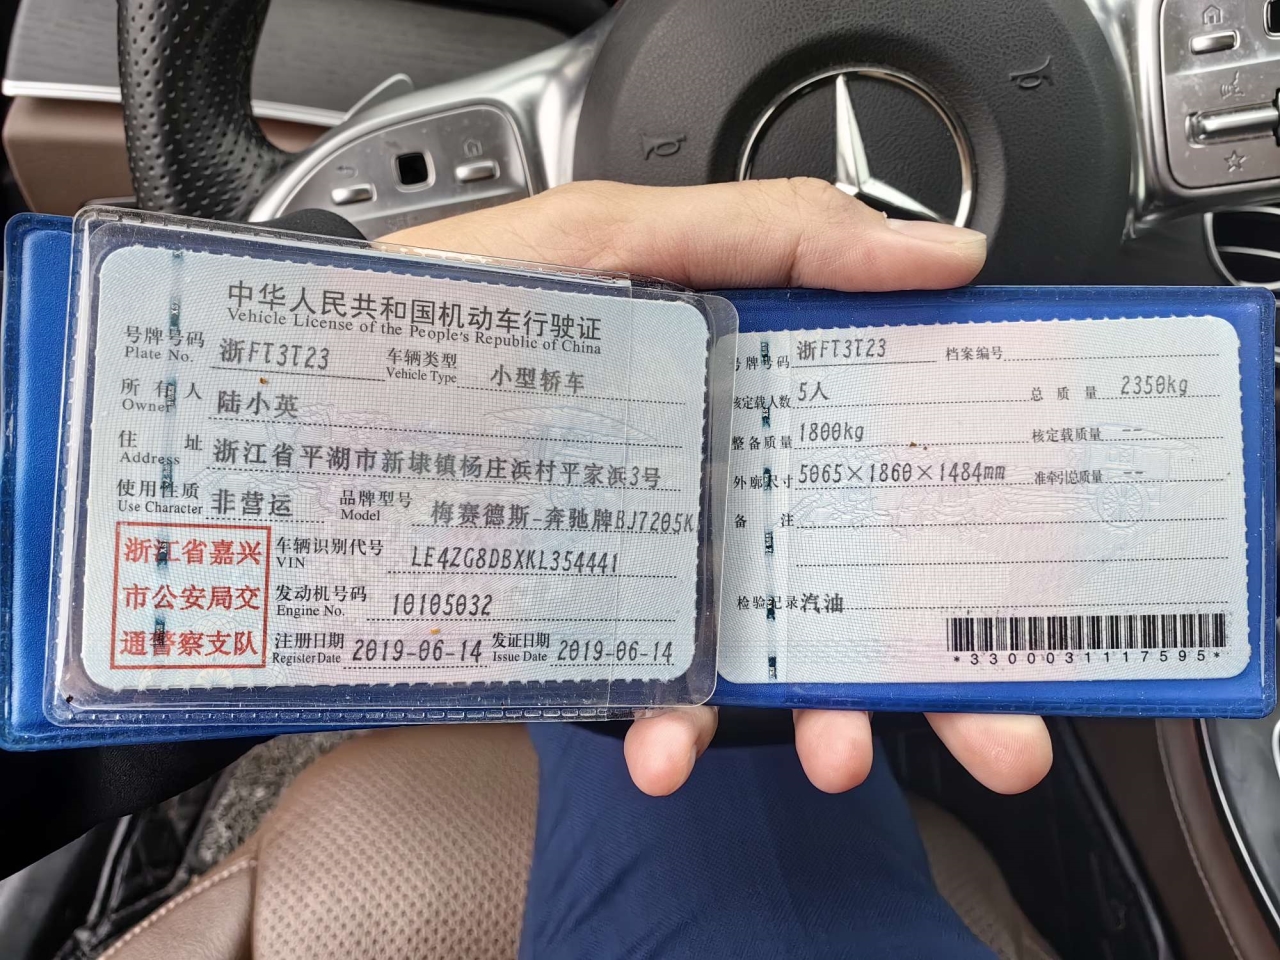 中华人民共和国机动车行驶证
Vehicle License of the People's Republic of China
号牌号码 浙FT3T23 车辆类型 小型轿车
Plate No. Vehicle Type
所有人 陆小英
Owner
住址 浙江省平湖市新埭镇杨庄浜村平家浜3号
Address
使用性质 非营运 品牌型号 梅赛德斯-奔驰牌BJ7205K
Use Character Model
浙江省嘉兴
市公安局交
通警察支队
车辆识别代号 LE4ZG8DBXKL354441
VIN
发动机号码 10105032
Engine No.
注册日期 2019-06-14 发证日期 2019-06-14
Register Date Issue Date
号牌号码 浙FT3T23 档案编号
核定载人数 5人 总质量 2350kg
整备质量 1800kg 核定载质量 --
外廓尺寸 5065×1860×1484mm 准牵引总质量 --
备注
检验记录 汽油
*3300031117595*